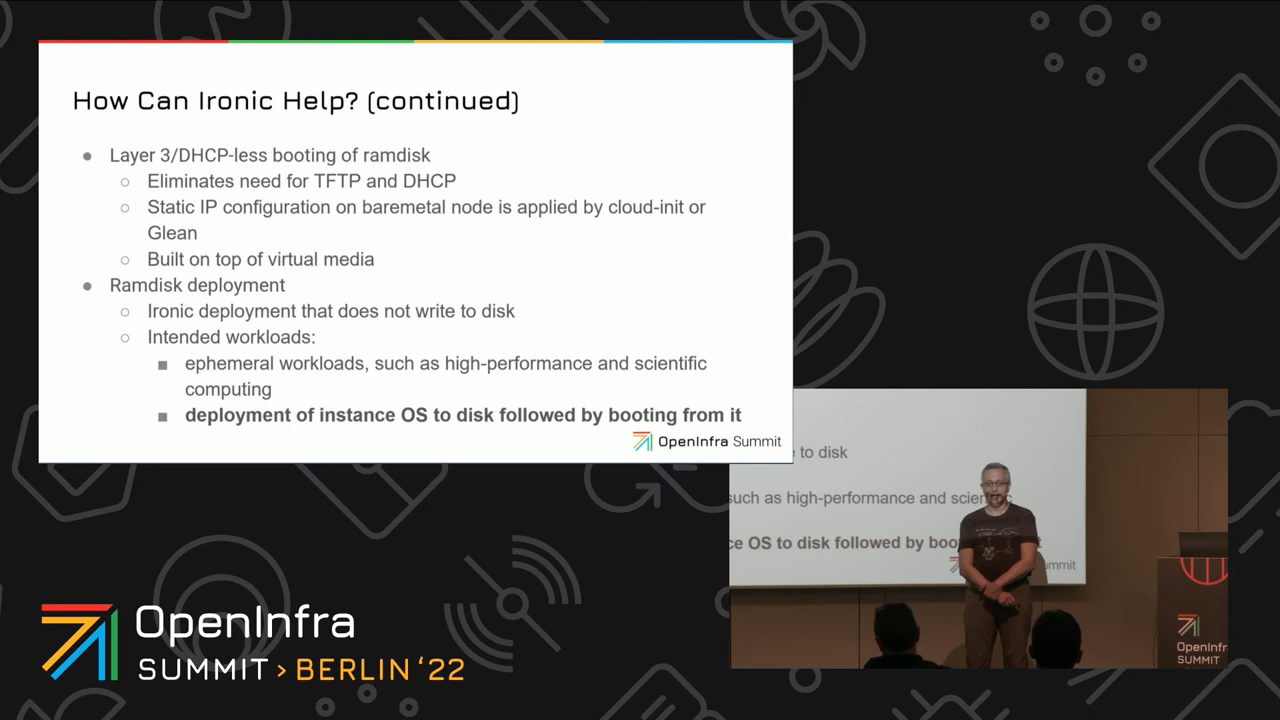 How Can Ironic Help? (continued)
● Layer 3/DHCP-less booting of ramdisk
○ Eliminates need for TFTP and DHCP
○ Static IP configuration on baremetal node is applied by cloud-init or
Glean
○ Built on top of virtual media
● Ramdisk deployment
○ Ironic deployment that does not write to disk
○ Intended workloads:
■ ephemeral workloads, such as high-performance and scientific
computing
■ deployment of instance OS to disk followed by booting from it
OpenInfra Summit
to disk
such as high-performance and
OS to disk followed by
OpenInfra
SUMMIT
OpenInfra
SUMMIT > BERLIN ‘22